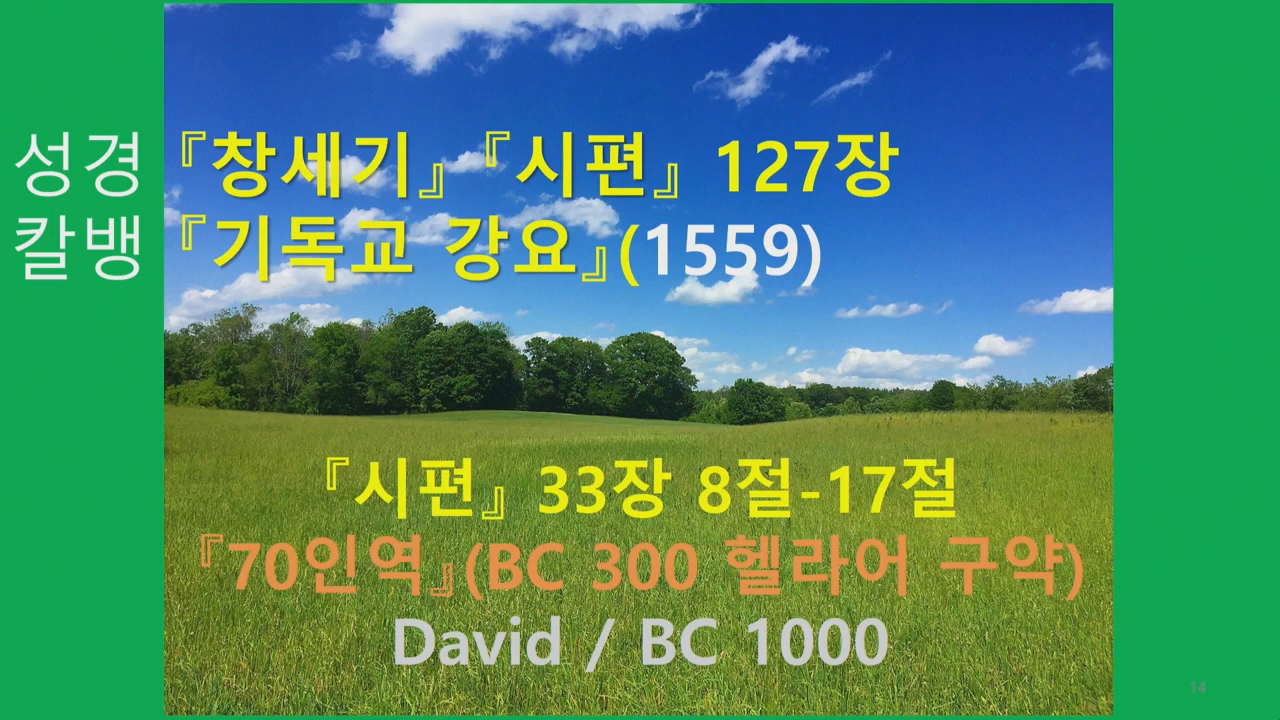 성경 『창세기』 『시편』 127장
칼뱅 『기독교 강요』(1559)
『시편』 33장 8절-17절
『70인역』(BC 300 헬라어 구약)
David / BC 1000
14